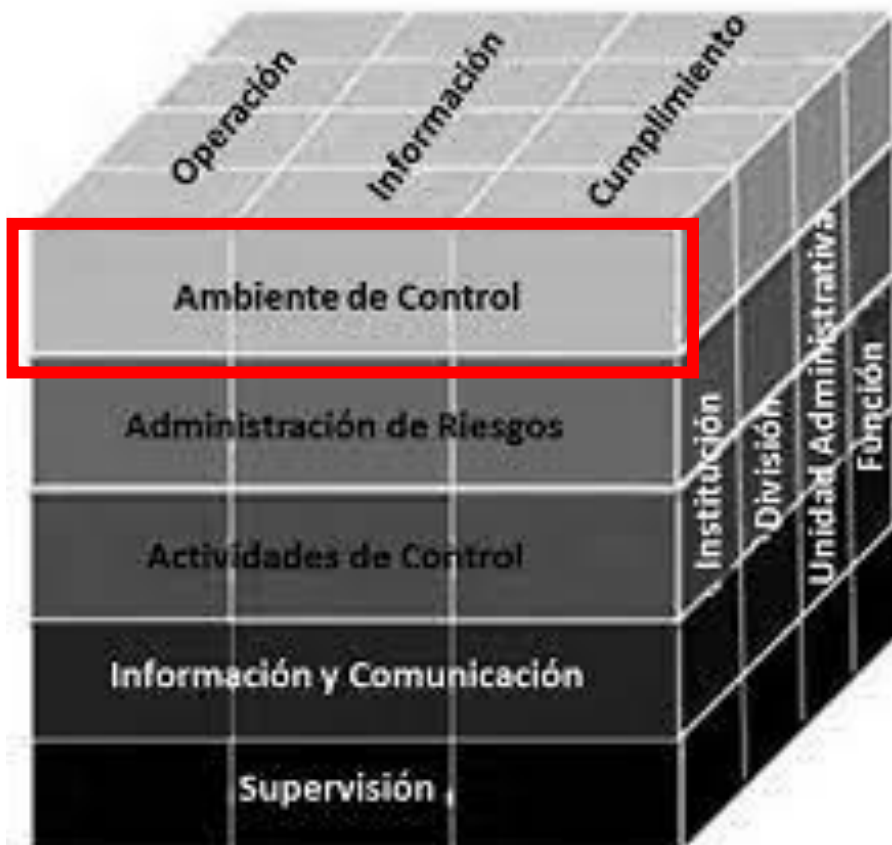 Operación
Información
Cumplimiento
Ambiente de Control
Administración de Riesgos
Actividades de Control
Información y Comunicación
Supervisión
Institución
División
Unidad Administrativa
Función